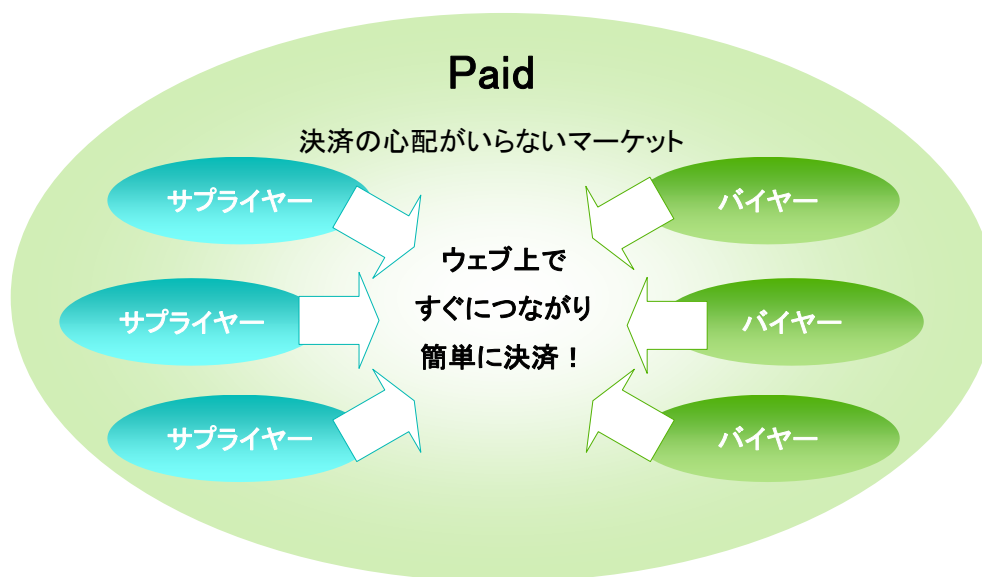 Paid
決済の心配がいらないマーケット
サプライヤー
バイヤー
ウェブ上で
すぐにつながり
簡単に決済！
サプライヤー
バイヤー
サプライヤー
バイヤー